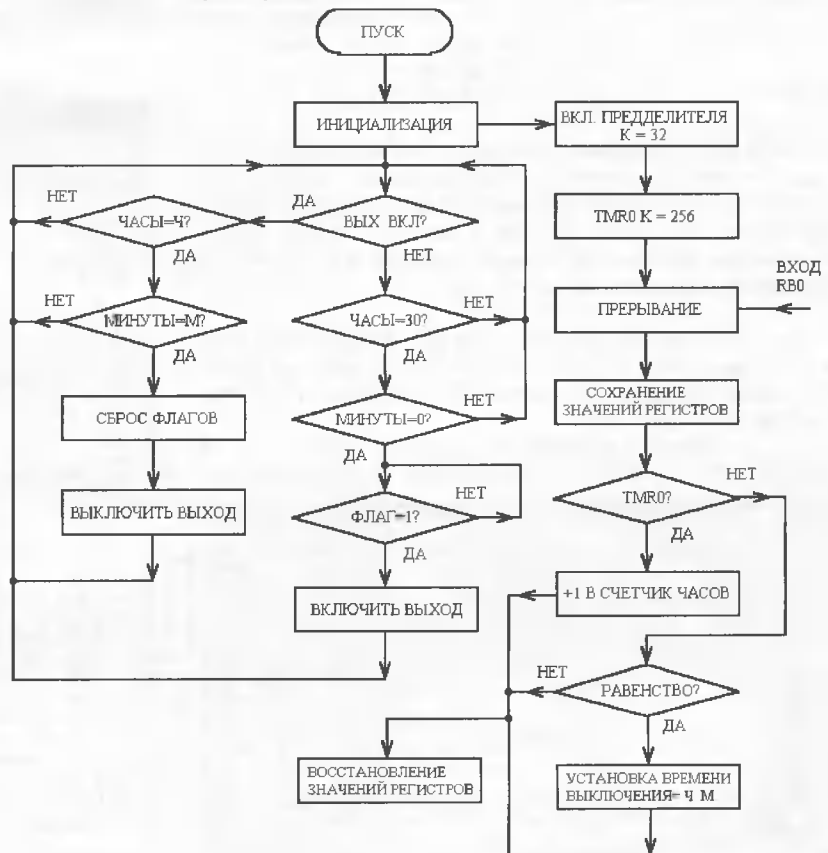 ПУСК
ИНИЦИАЛИЗАЦИЯ
ВКЛ. ПРЕДДЕЛИТЕЛЯ
К = 32
НЕТ
ЧАСЫ=Ч?
ДА
ВЫХ ВКЛ?
TMR0 К = 256
ДА
НЕТ
ВХОД
RB0
НЕТ
МИНУТЫ=М?
ЧАСЫ=30?
НЕТ
ПРЕРЫВАНИЕ
ДА
ДА
СБРОС ФЛАГОВ
МИНУТЫ=0?
НЕТ
СОХРАНЕНИЕ
ЗНАЧЕНИЙ РЕГИСТРОВ
ДА
ВЫКЛЮЧИТЬ ВЫХОД
ФЛАГ=1?
НЕТ
TMR0?
НЕТ
ДА
ДА
ВКЛЮЧИТЬ ВЫХОД
+1 В СЧЕТЧИК ЧАСОВ
НЕТ
РАВЕНСТВО?
ДА
ВОССТАНОВЛЕНИЕ
ЗНАЧЕНИЙ РЕГИСТРОВ
УСТАНОВКА ВРЕМЕНИ
ВЫКЛЮЧЕНИЯ= Ч М